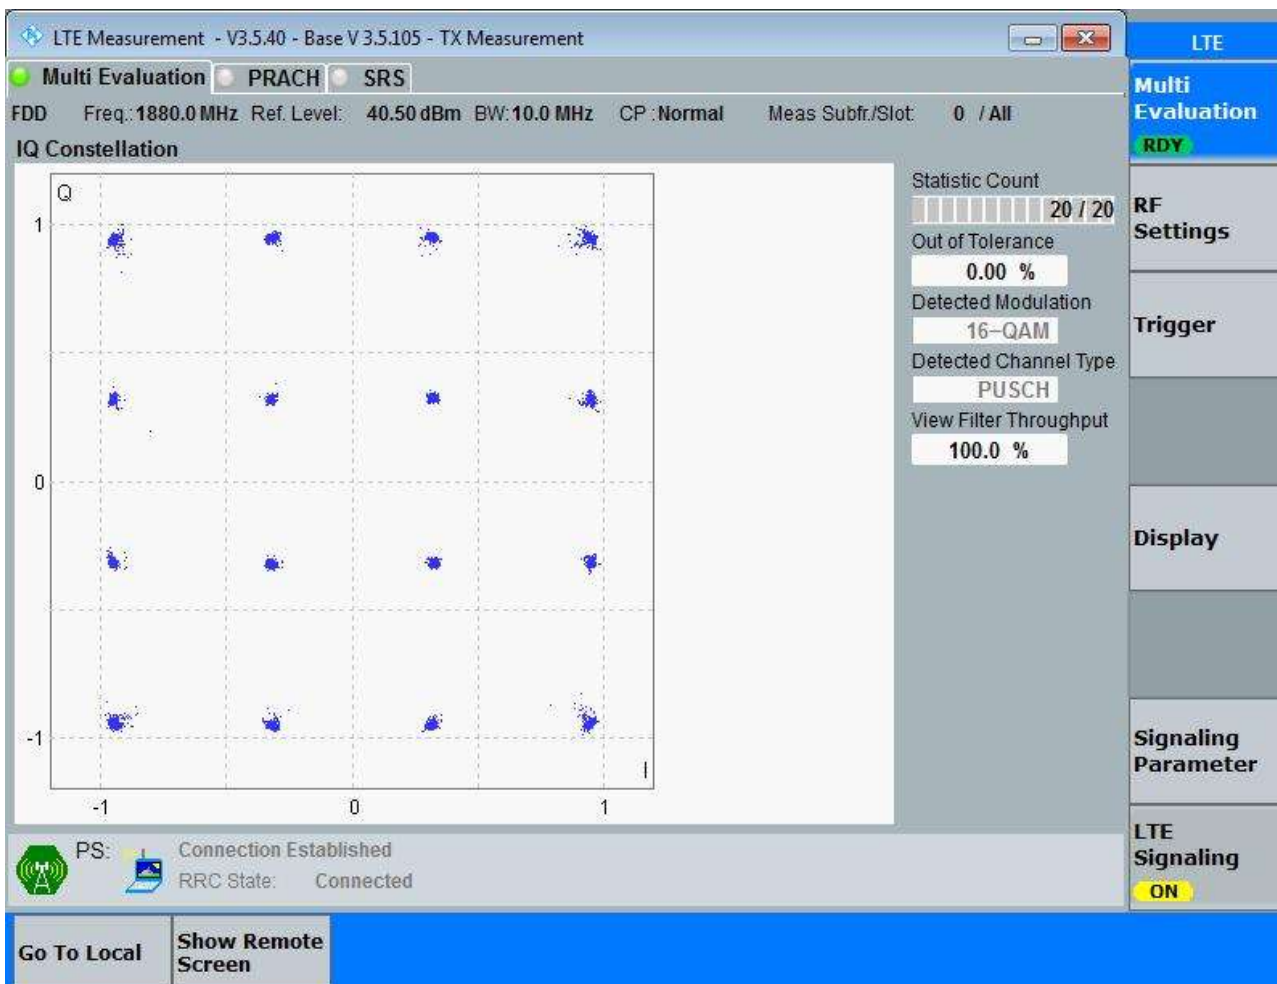 LTE Measurement - V3.5.40 - Base V 3.5.105 - TX Measurement
LTE
Multi Evaluation PRACH SRS
FDD Freq.: 1880.0 MHz Ref. Level: 40.50 dBm BW: 10.0 MHz CP : Normal Meas Subfr./Slot: 0 / All
IQ Constellation
Q
1
0
-1
-1 0 1
I
Statistic Count
20 / 20
Out of Tolerance
0.00 %
Detected Modulation
16-QAM
Detected Channel Type
PUSCH
View Filter Throughput
100.0 %
Multi
Evaluation
RDY
RF
Settings
Trigger
Display
Signaling
Parameter
LTE
Signaling
ON
PS: Connection Established
RRC State: Connected
Go To Local
Show Remote
Screen